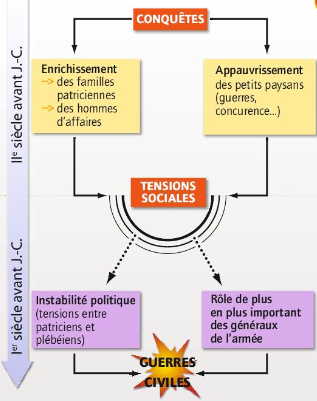 CONQUÊTES
Enrichissement
→ des familles
patriciennes
→ des hommes
d'affaires
Appauvrissement
des petits paysans
(guerres,
concurence...)
IIe siècle avant J.-C.
TENSIONS
SOCIALES
Ier siècle avant J.-C.
Instabilité politique
(tensions entre
patriciens et
plébéiens)
Rôle de plus
en plus important
des généraux
de l'armée
GUERRES
CIVILES